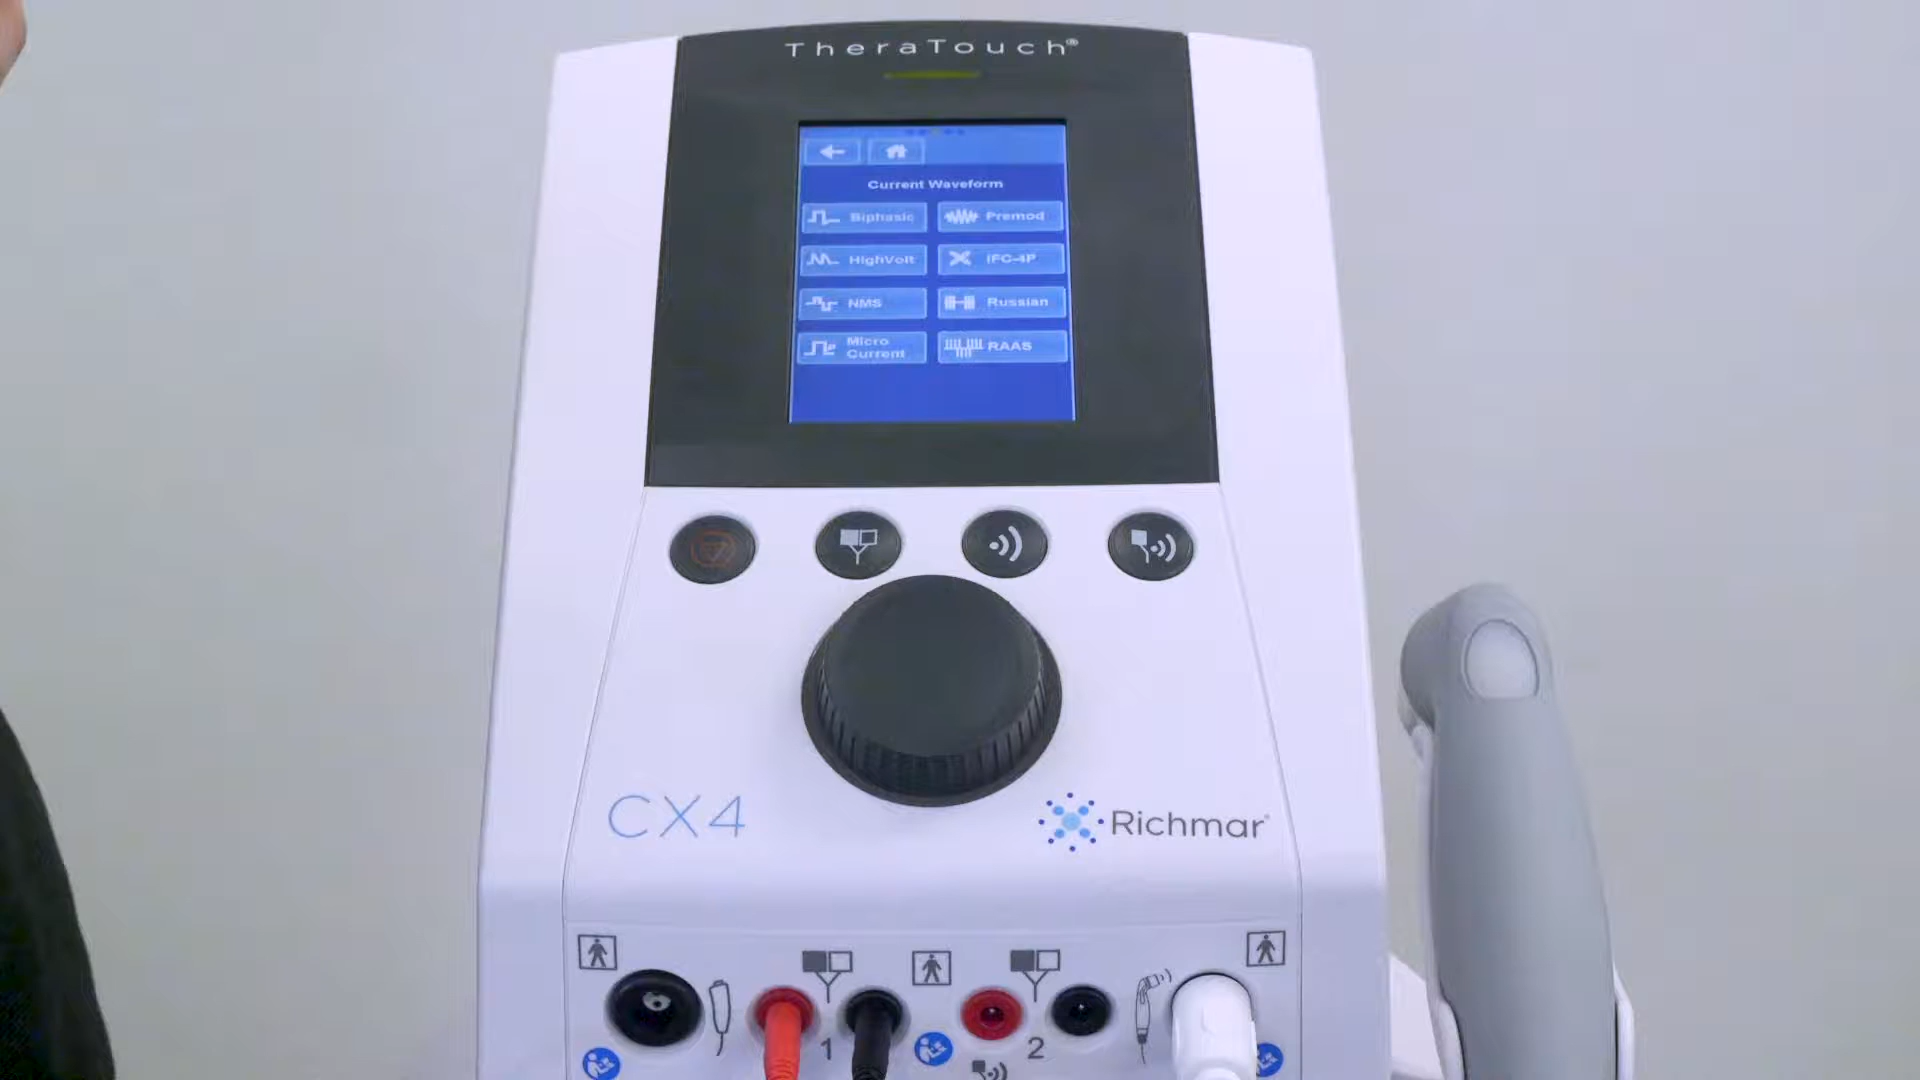 TheraTouch®
Current Waveform
Biphasic
Premod
HighVolt
IFC-4P
NMS
Russian
Micro
Current
RAAS
CX4
Richmar
1
2